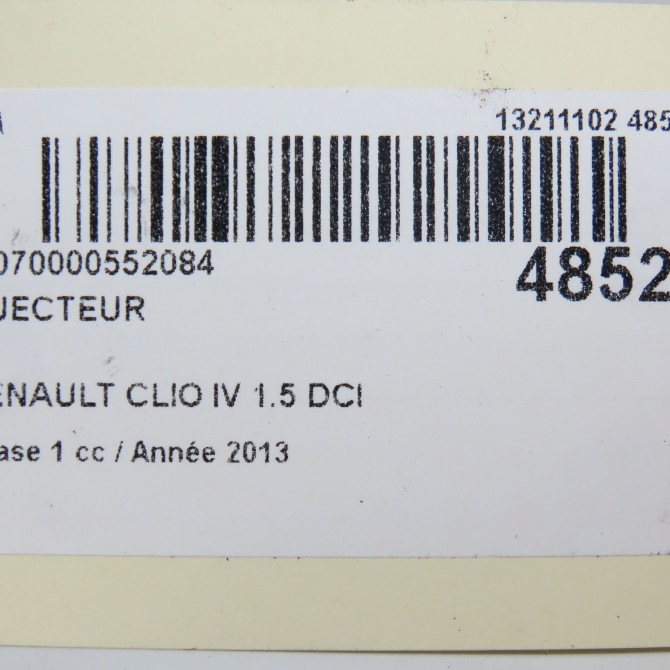 13211102 485
070000552084
4852
JECTEUR
ENAULT CLIO IV 1.5 DCI
ase 1 cc / Année 2013